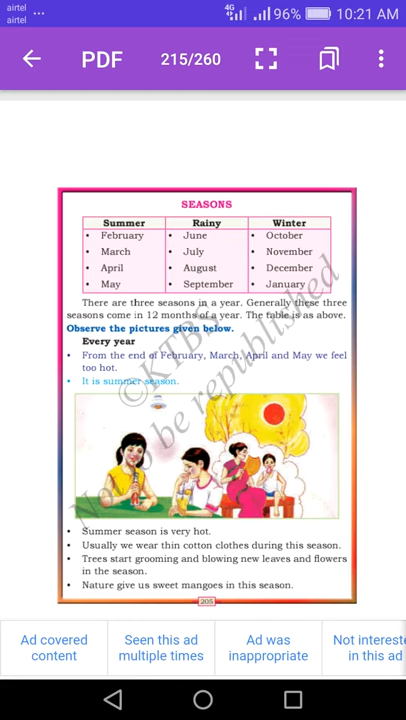 airtel
airtel
4G
96%
10:21 AM
PDF
215/260
SEASONS
Summer Rainy Winter
• February • June • October
• March • July • November
• April • August • December
• May • September • January
There are three seasons in a year. Generally these three
seasons come in 12 months of a year. The table is as above.
Observe the pictures given below.
Every year
• From the end of February, March, April and May we feel
too hot.
• It is summer season.
©KTBS
Not to be republished
• Summer season is very hot.
• Usually we wear thin cotton clothes during this season.
• Trees start grooming and blowing new leaves and flowers
in the season.
• Nature give us sweet mangoes in this season.
205
Ad covered
content
Seen this ad
multiple times
Ad was
inappropriate
Not intereste
in this ad